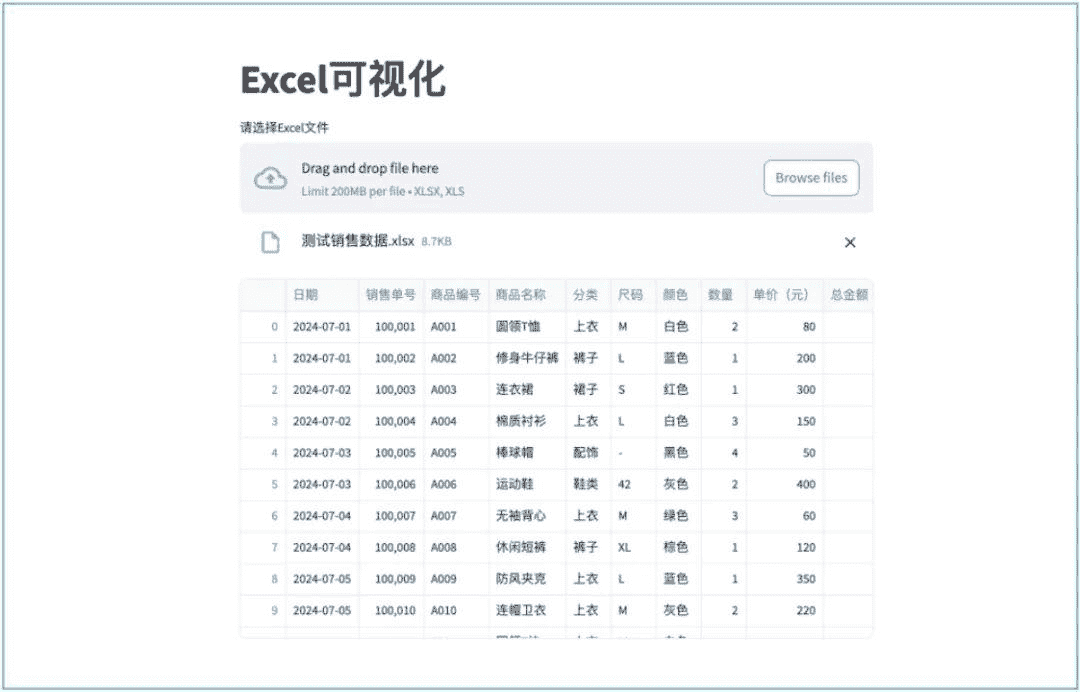 Excel可视化
请选择Excel文件
Drag and drop file here
Limit 200MB per file • XLSX, XLS
Browse files
测试销售数据.xlsx 8.7KB
日期 销售单号 商品编号 商品名称 分类 尺码 颜色 数量 单价（元） 总金额
0 2024-07-01 100,001 A001 圆领T恤 上衣 M 白色 2 80
1 2024-07-01 100,002 A002 修身牛仔裤 裤子 L 蓝色 1 200
2 2024-07-02 100,003 A003 连衣裙 裙子 S 红色 1 300
3 2024-07-02 100,004 A004 棉质衬衫 上衣 L 白色 3 150
4 2024-07-03 100,005 A005 棒球帽 配饰 - 黑色 4 50
5 2024-07-03 100,006 A006 运动鞋 鞋类 42 灰色 2 400
6 2024-07-04 100,007 A007 无袖背心 上衣 M 绿色 3 60
7 2024-07-04 100,008 A008 休闲短裤 裤子 XL 棕色 1 120
8 2024-07-05 100,009 A009 防风夹克 上衣 L 蓝色 1 350
9 2024-07-05 100,010 A010 连帽卫衣 上衣 M 灰色 2 220